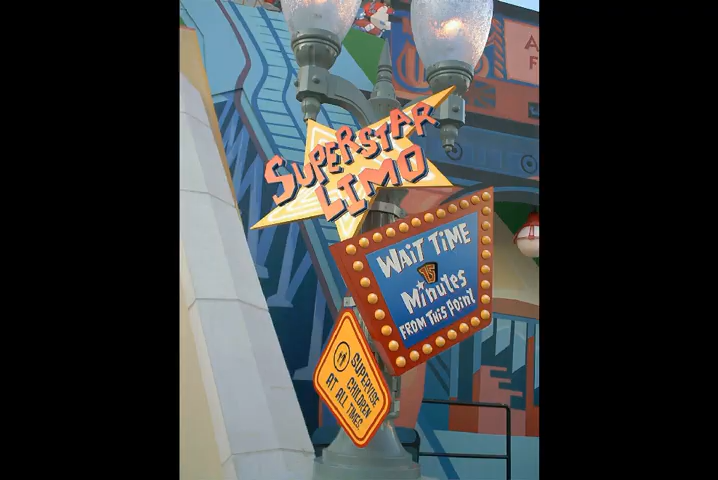 SUPERSTAR
LIMO
WAIT TIME
15
Minutes
FROM THIS POINT
SUPERVISE
CHILDREN
AT ALL TIMES
A
F